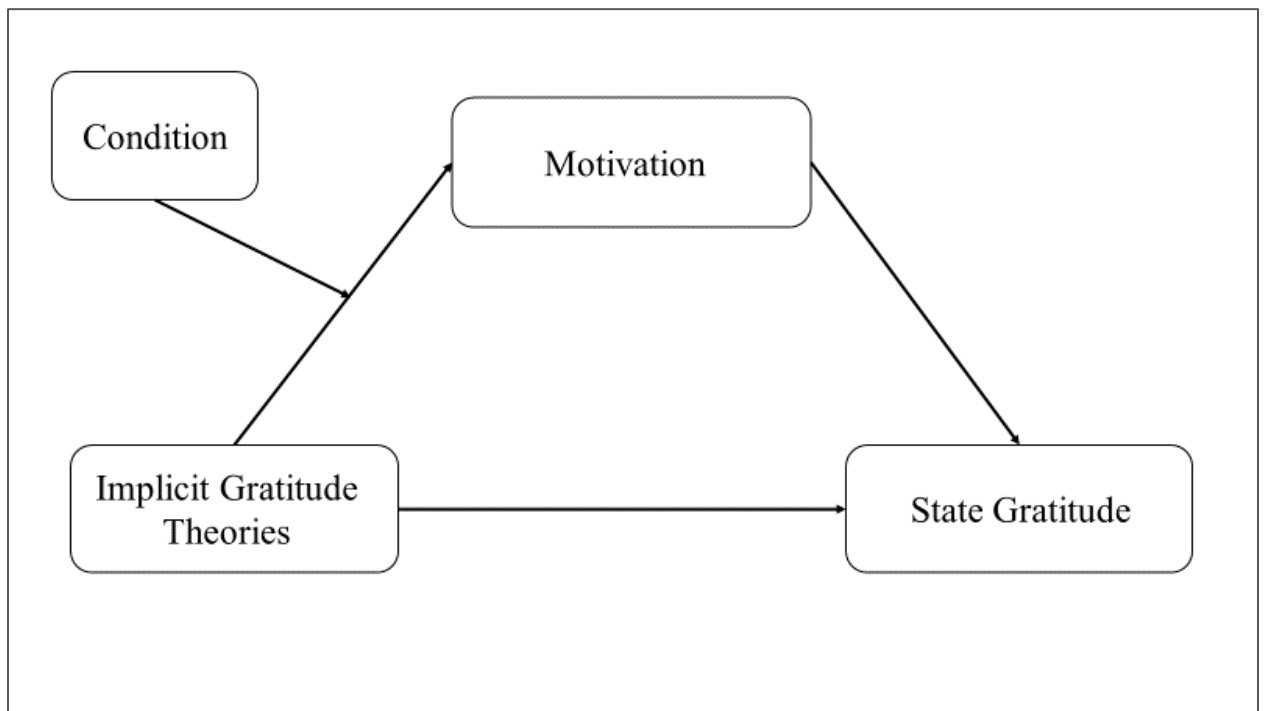 Condition
Motivation
Implicit Gratitude
Theories
State Gratitude